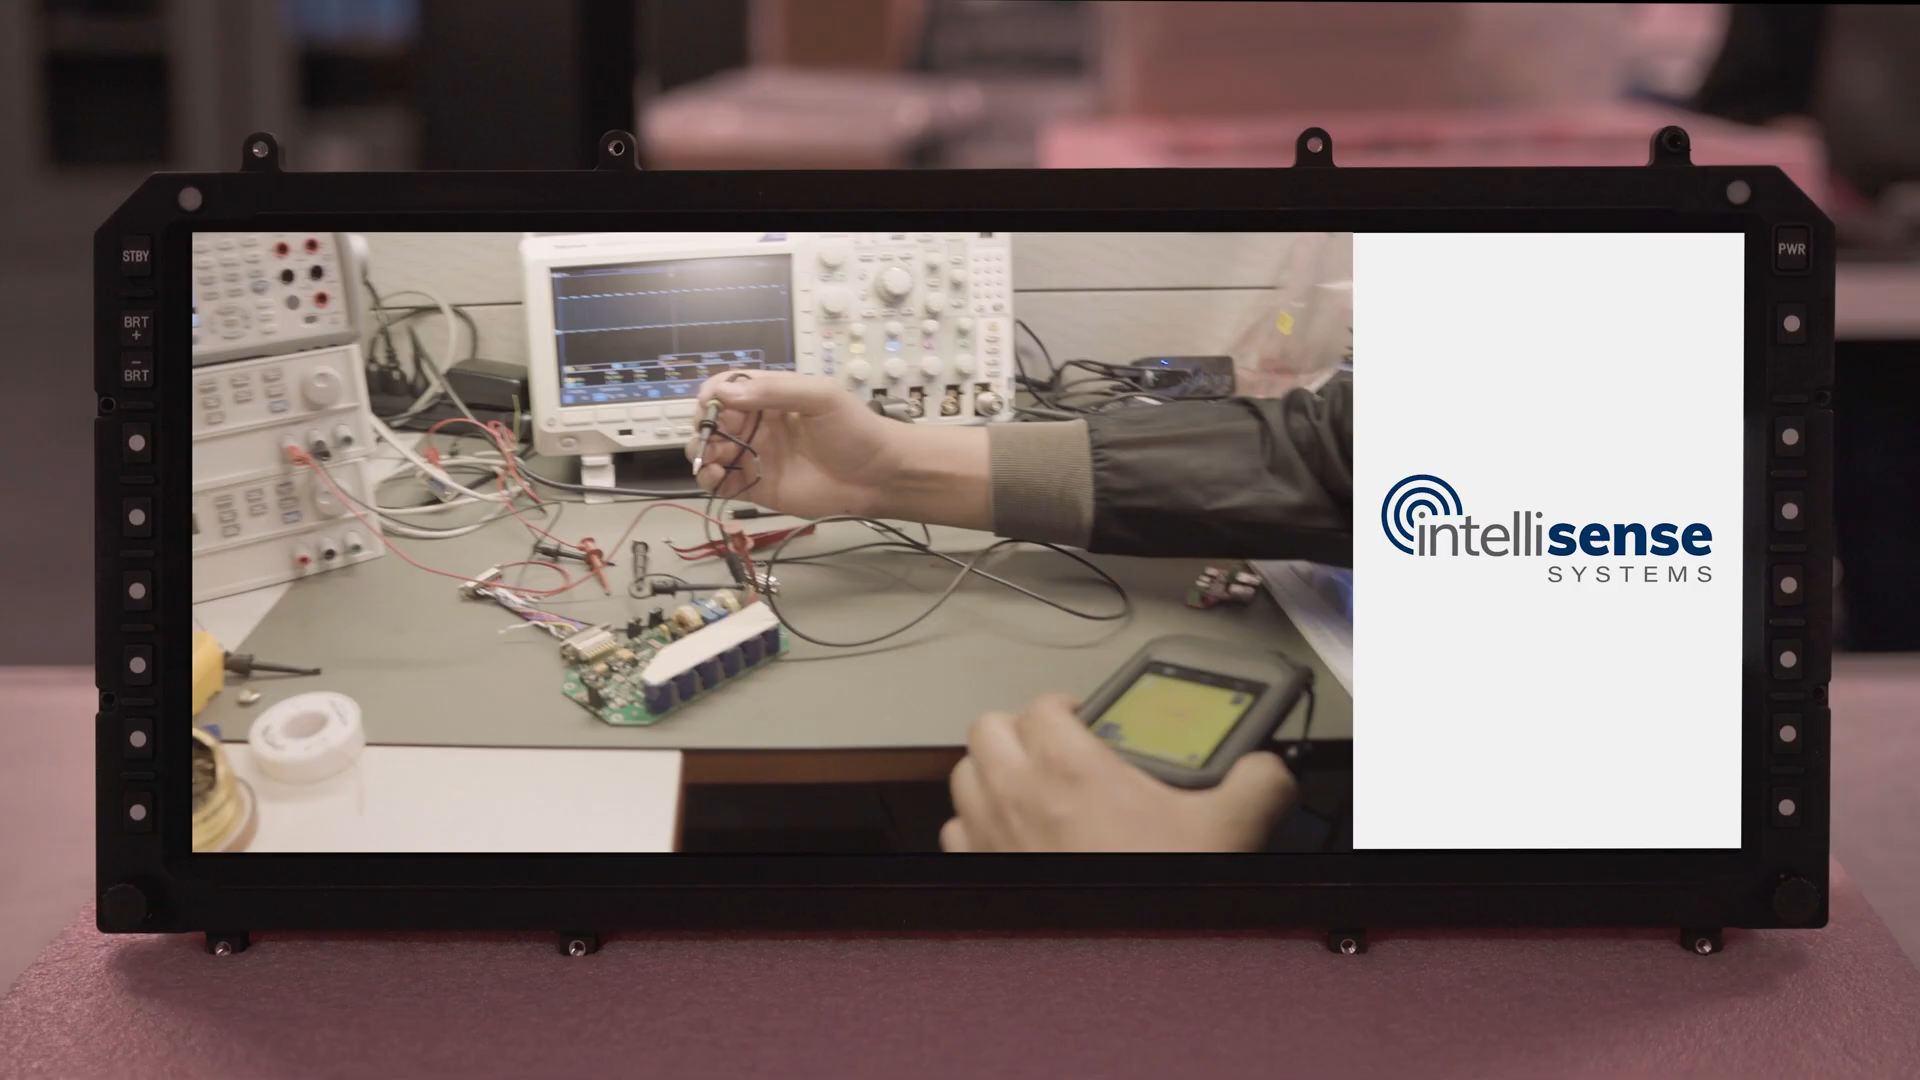 STBY
BRT
+
−
BRT
PWR
intellisense
SYSTEMS